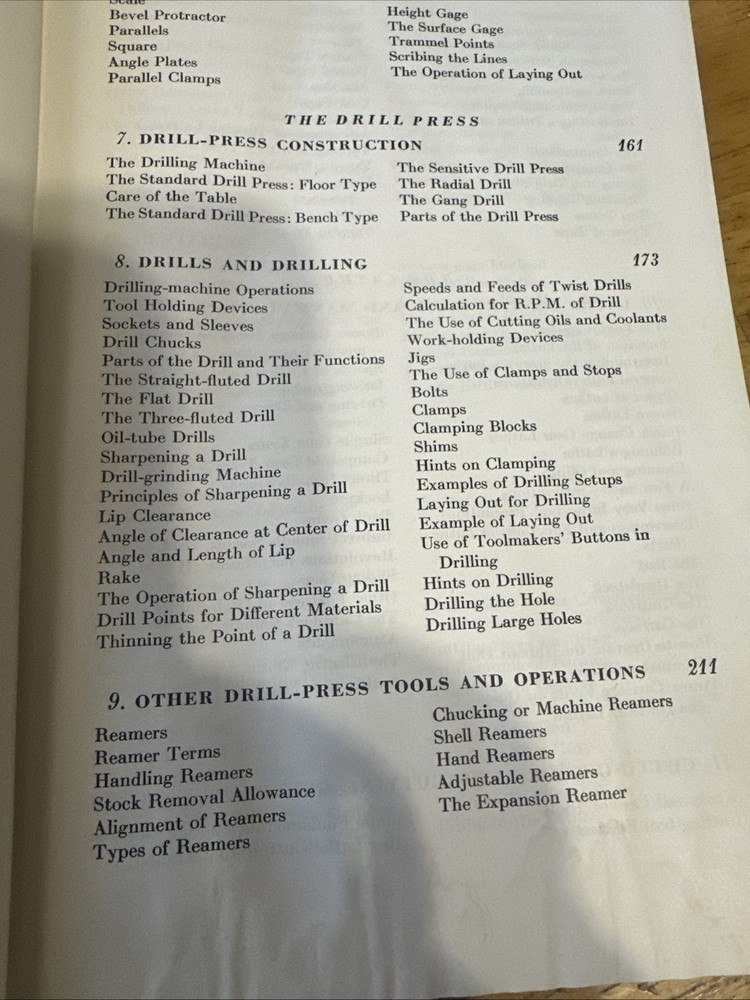 Scale
Bevel Protractor
Parallels
Square
Angle Plates
Parallel Clamps
Height Gage
The Surface Gage
Trammel Points
Scribing the Lines
The Operation of Laying Out
THE DRILL PRESS
7. DRILL-PRESS CONSTRUCTION 161
The Drilling Machine
The Standard Drill Press: Floor Type
Care of the Table
The Standard Drill Press: Bench Type
The Sensitive Drill Press
The Radial Drill
The Gang Drill
Parts of the Drill Press
8. DRILLS AND DRILLING 173
Drilling-machine Operations
Tool Holding Devices
Sockets and Sleeves
Drill Chucks
Parts of the Drill and Their Functions
The Straight-fluted Drill
The Flat Drill
The Three-fluted Drill
Oil-tube Drills
Sharpening a Drill
Drill-grinding Machine
Principles of Sharpening a Drill
Lip Clearance
Angle of Clearance at Center of Drill
Angle and Length of Lip
Rake
The Operation of Sharpening a Drill
Drill Points for Different Materials
Thinning the Point of a Drill
Speeds and Feeds of Twist Drills
Calculation for R.P.M. of Drill
The Use of Cutting Oils and Coolants
Work-holding Devices
Jigs
The Use of Clamps and Stops
Bolts
Clamps
Clamping Blocks
Shims
Hints on Clamping
Examples of Drilling Setups
Laying Out for Drilling
Example of Laying Out
Use of Toolmakers' Buttons in
Drilling
Hints on Drilling
Drilling the Hole
Drilling Large Holes
9. OTHER DRILL-PRESS TOOLS AND OPERATIONS 211
Reamers
Reamer Terms
Handling Reamers
Stock Removal Allowance
Alignment of Reamers
Types of Reamers
Chucking or Machine Reamers
Shell Reamers
Hand Reamers
Adjustable Reamers
The Expansion Reamer